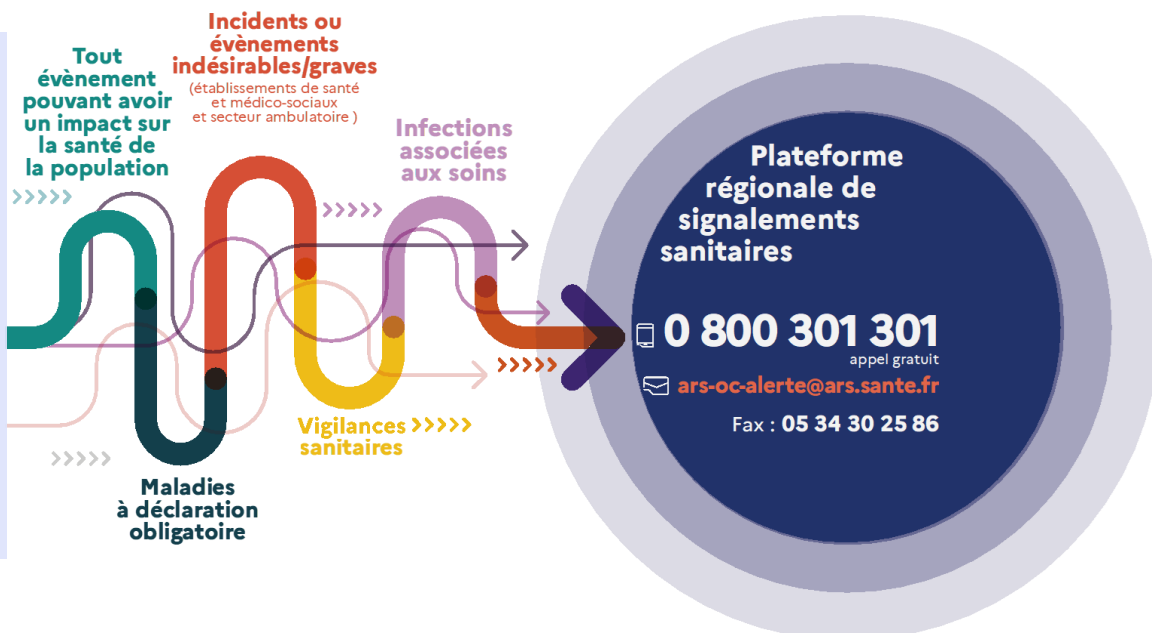 Tout
évènement
pouvant avoir
un impact sur
la santé de
la population
Incidents ou
évènements
indésirables/graves
(établissements de santé
et médico-sociaux
et secteur ambulatoire )
Infections
associées
aux soins
Vigilances
sanitaires
Maladies
à déclaration
obligatoire
Plateforme
régionale de
signalements
sanitaires
0 800 301 301
appel gratuit
ars-oc-alerte@ars.sante.fr
Fax : 05 34 30 25 86